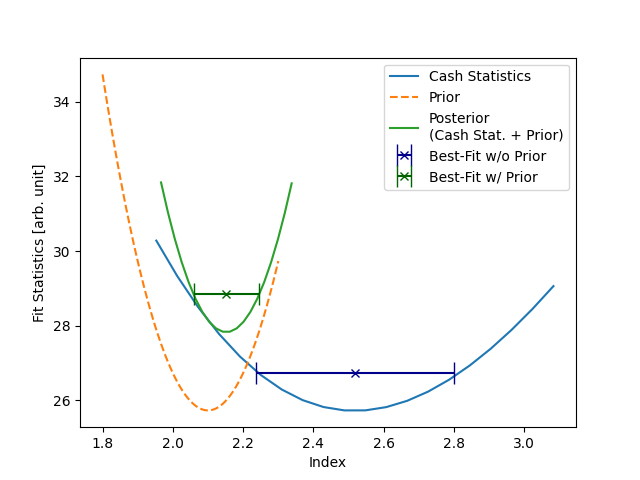 Cash Statistics
Prior
Posterior
(Cash Stat. + Prior)
Best-Fit w/o Prior
Best-Fit w/ Prior
Fit Statistics [arb. unit]
34
32
30
28
26
1.8 2.0 2.2 2.4 2.6 2.8 3.0
Index